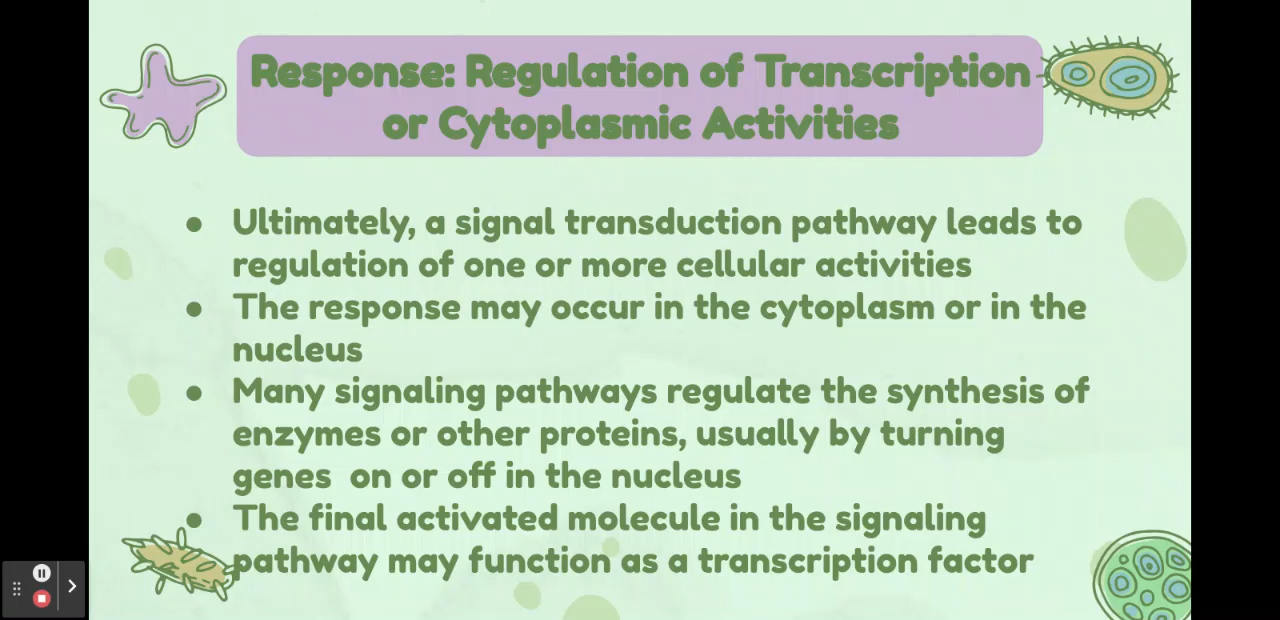 Response: Regulation of Transcription
or Cytoplasmic Activities
● Ultimately, a signal transduction pathway leads to
regulation of one or more cellular activities
● The response may occur in the cytoplasm or in the
nucleus
● Many signaling pathways regulate the synthesis of
enzymes or other proteins, usually by turning
genes  on or off in the nucleus
● The final activated molecule in the signaling
pathway may function as a transcription factor